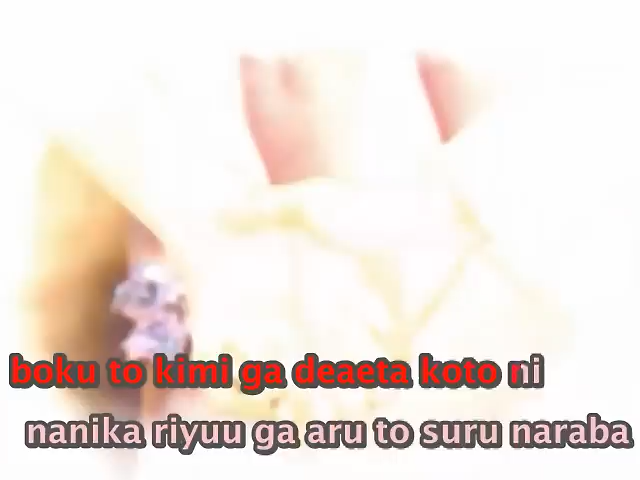 boku to kimi ga deaeta koto ni
nanika riyuu ga aru to suru naraba